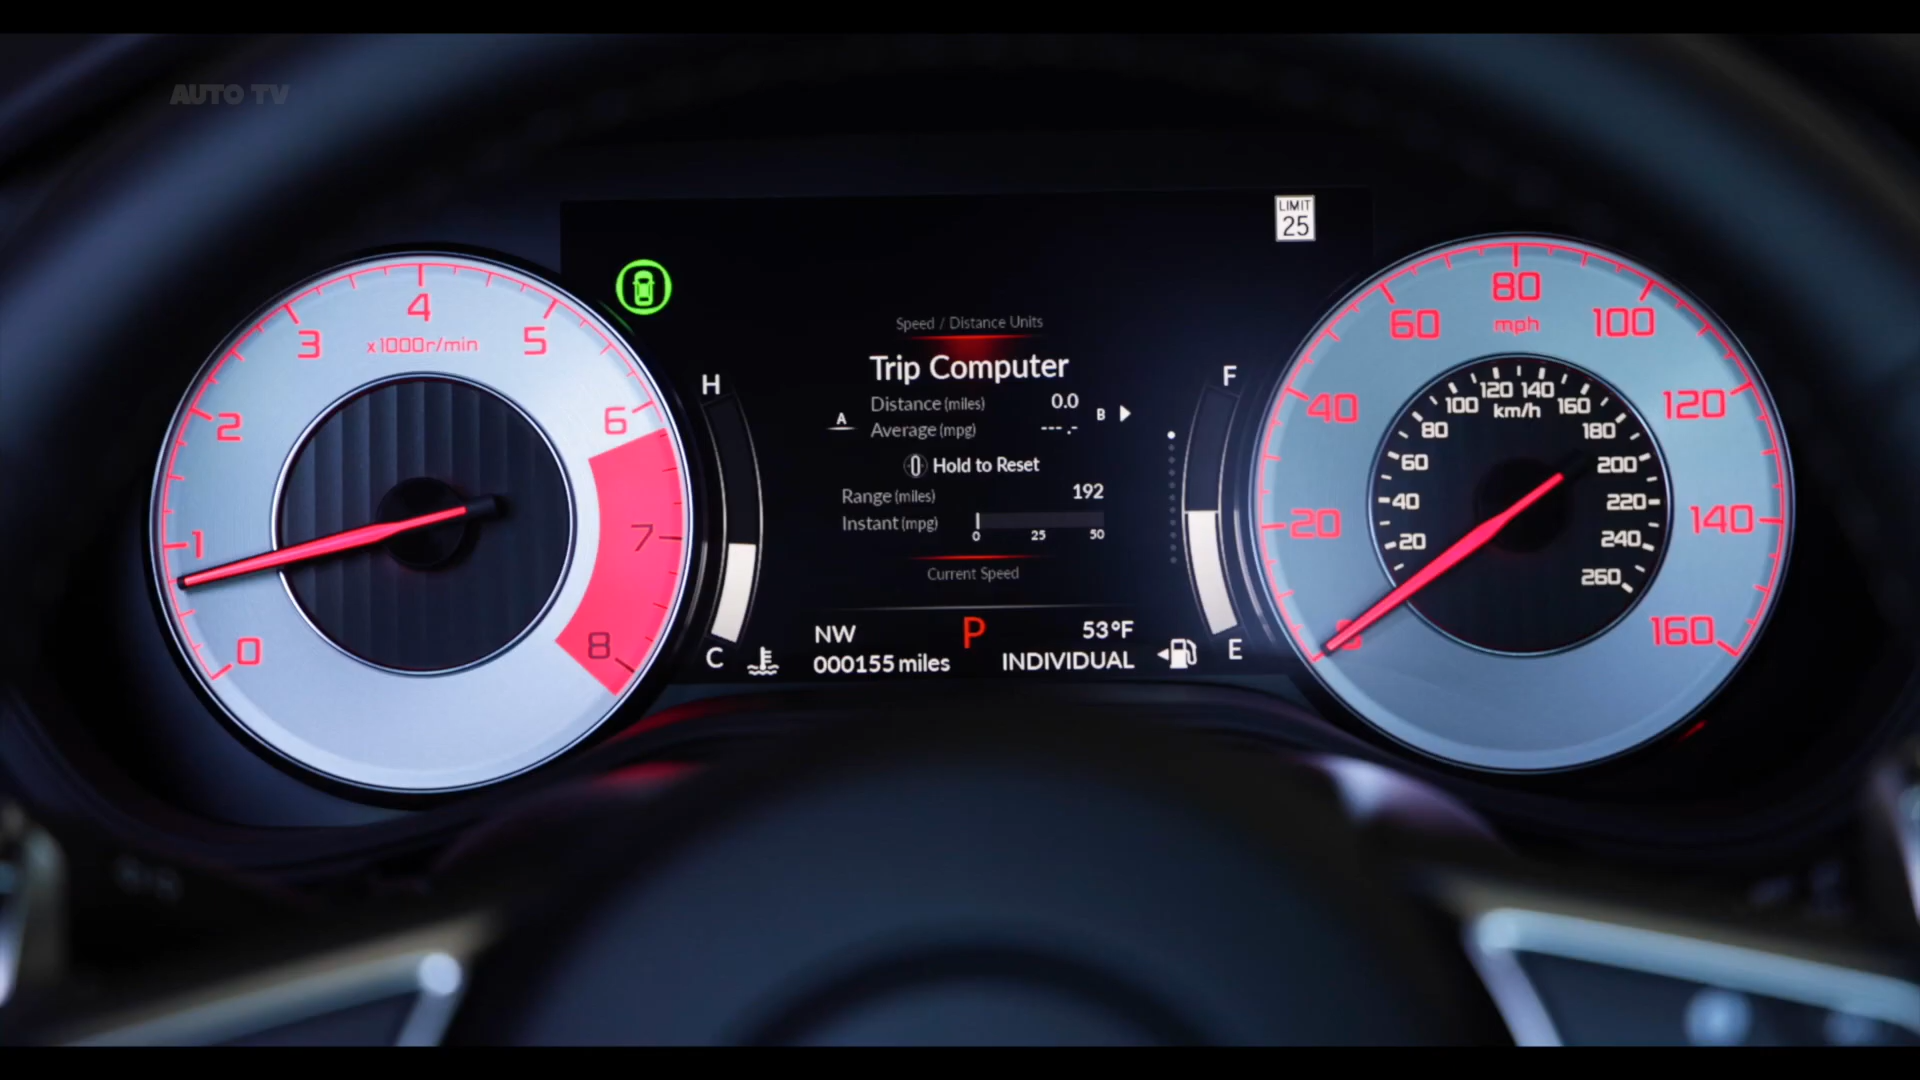 AUTO TV
LIMIT
25
Speed / Distance Units
Trip Computer
A
Distance (miles) 0.0
Average (mpg) ---.-
B
Hold to Reset
Range (miles) 192
Instant (mpg)
0 25 50
Current Speed
NW P 53°F
000155 miles INDIVIDUAL
H
C
F
E
0
1
2
3
4
5
6
7
8
x1000r/min
20
40
60
80
100
120
140
160
mph
20
40
60
80
100
120
140
160
180
200
220
240
260
km/h